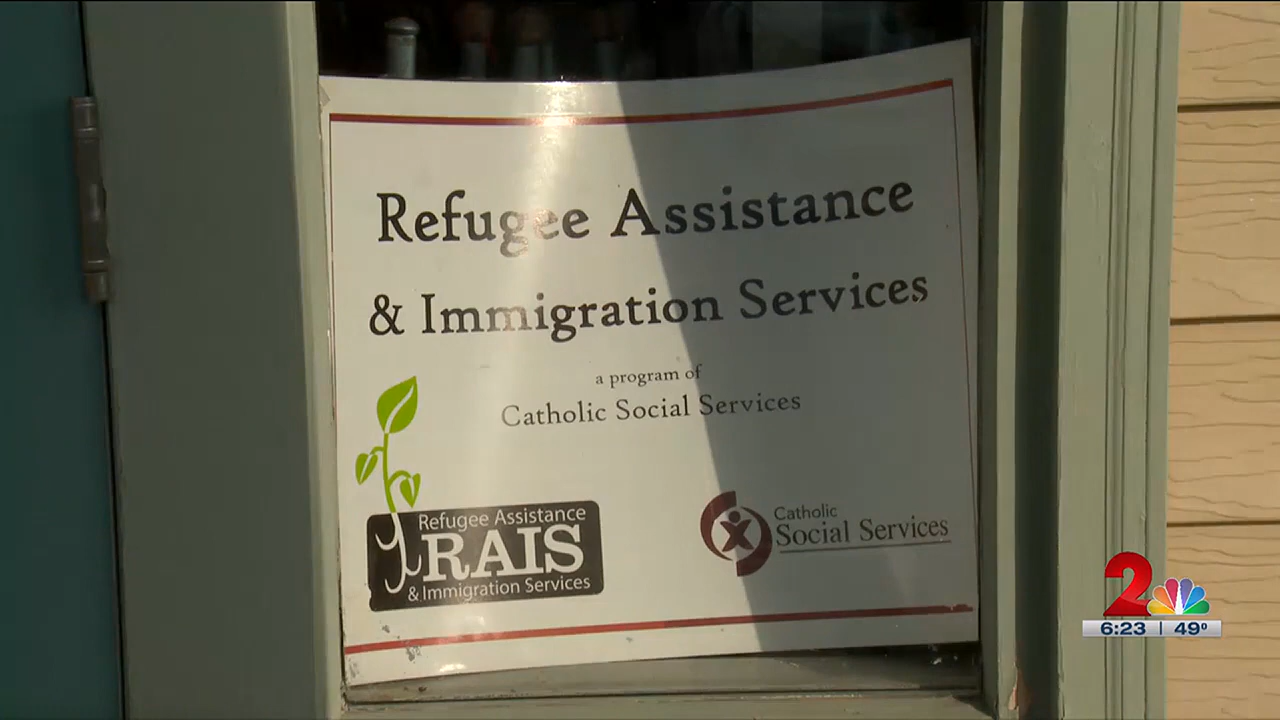 Refugee Assistance
& Immigration Services
a program of
Catholic Social Services
Refugee Assistance
RAIS
& Immigration Services
Catholic
Social Services
2
6:23 | 49º